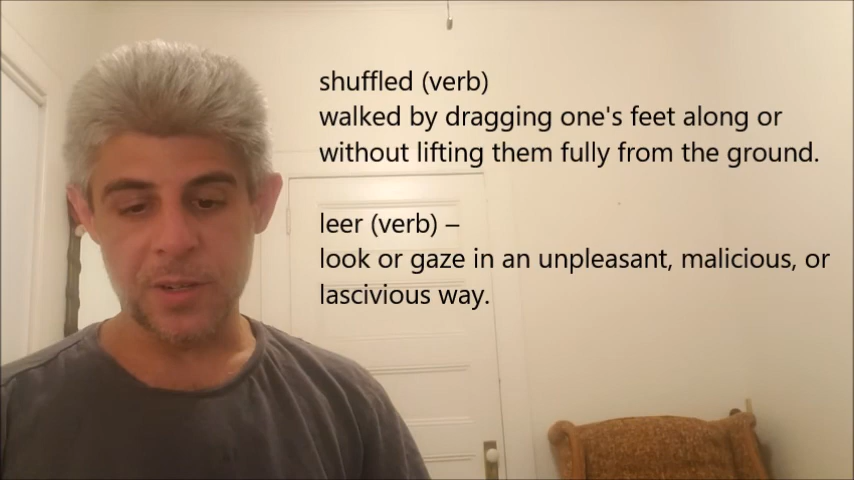 shuffled (verb)
walked by dragging one's feet along or
without lifting them fully from the ground.
leer (verb) –
look or gaze in an unpleasant, malicious, or
lascivious way.